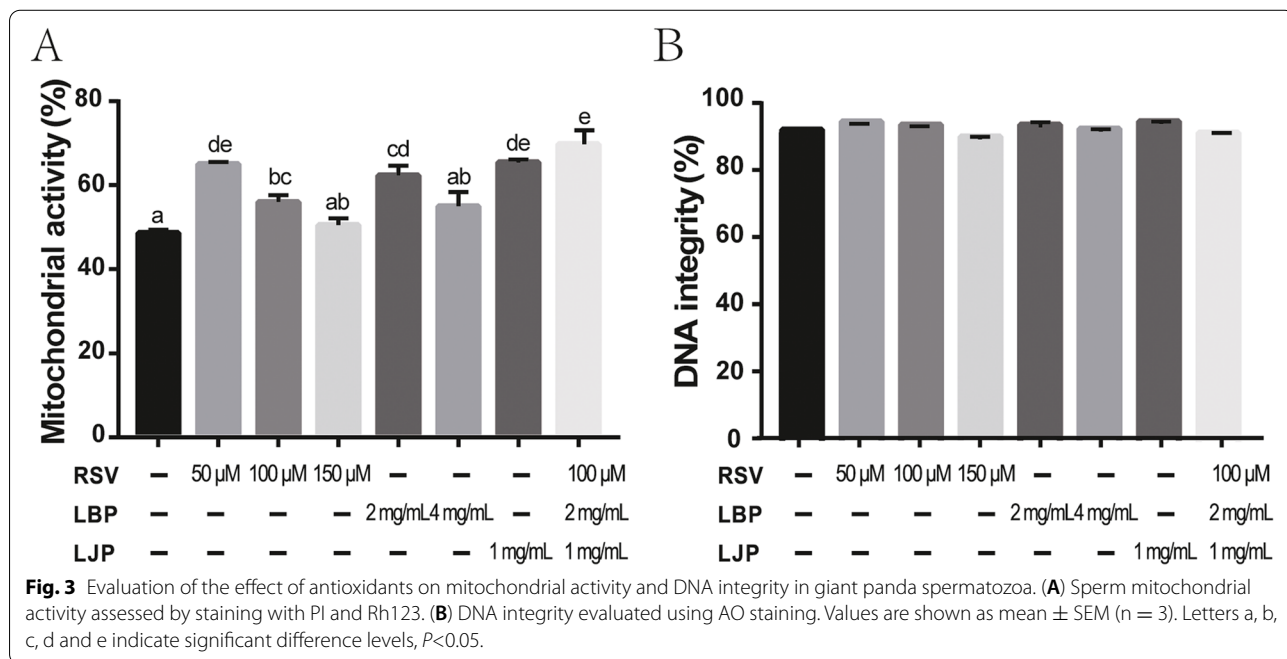 A
B
Mitochondrial activity (%)
80
60
40
20
0
a
de
bc
ab
cd
ab
de
e
RSV – 50 µM 100 µM 150 µM – – – 100 µM
LBP – – – – 2 mg/mL 4 mg/mL – 2 mg/mL
LJP – – – – – – 1 mg/mL 1 mg/mL
DNA integrity (%)
100
80
60
40
20
0
RSV – 50 µM 100 µM 150 µM – – – 100 µM
LBP – – – – 2 mg/mL 4 mg/mL – 2 mg/mL
LJP – – – – – – 1 mg/mL 1 mg/mL
Fig. 3 Evaluation of the effect of antioxidants on mitochondrial activity and DNA integrity in giant panda spermatozoa. (A) Sperm mitochondrial
activity assessed by staining with PI and Rh123. (B) DNA integrity evaluated using AO staining. Values are shown as mean ± SEM (n = 3). Letters a, b,
c, d and e indicate significant difference levels, P<0.05.